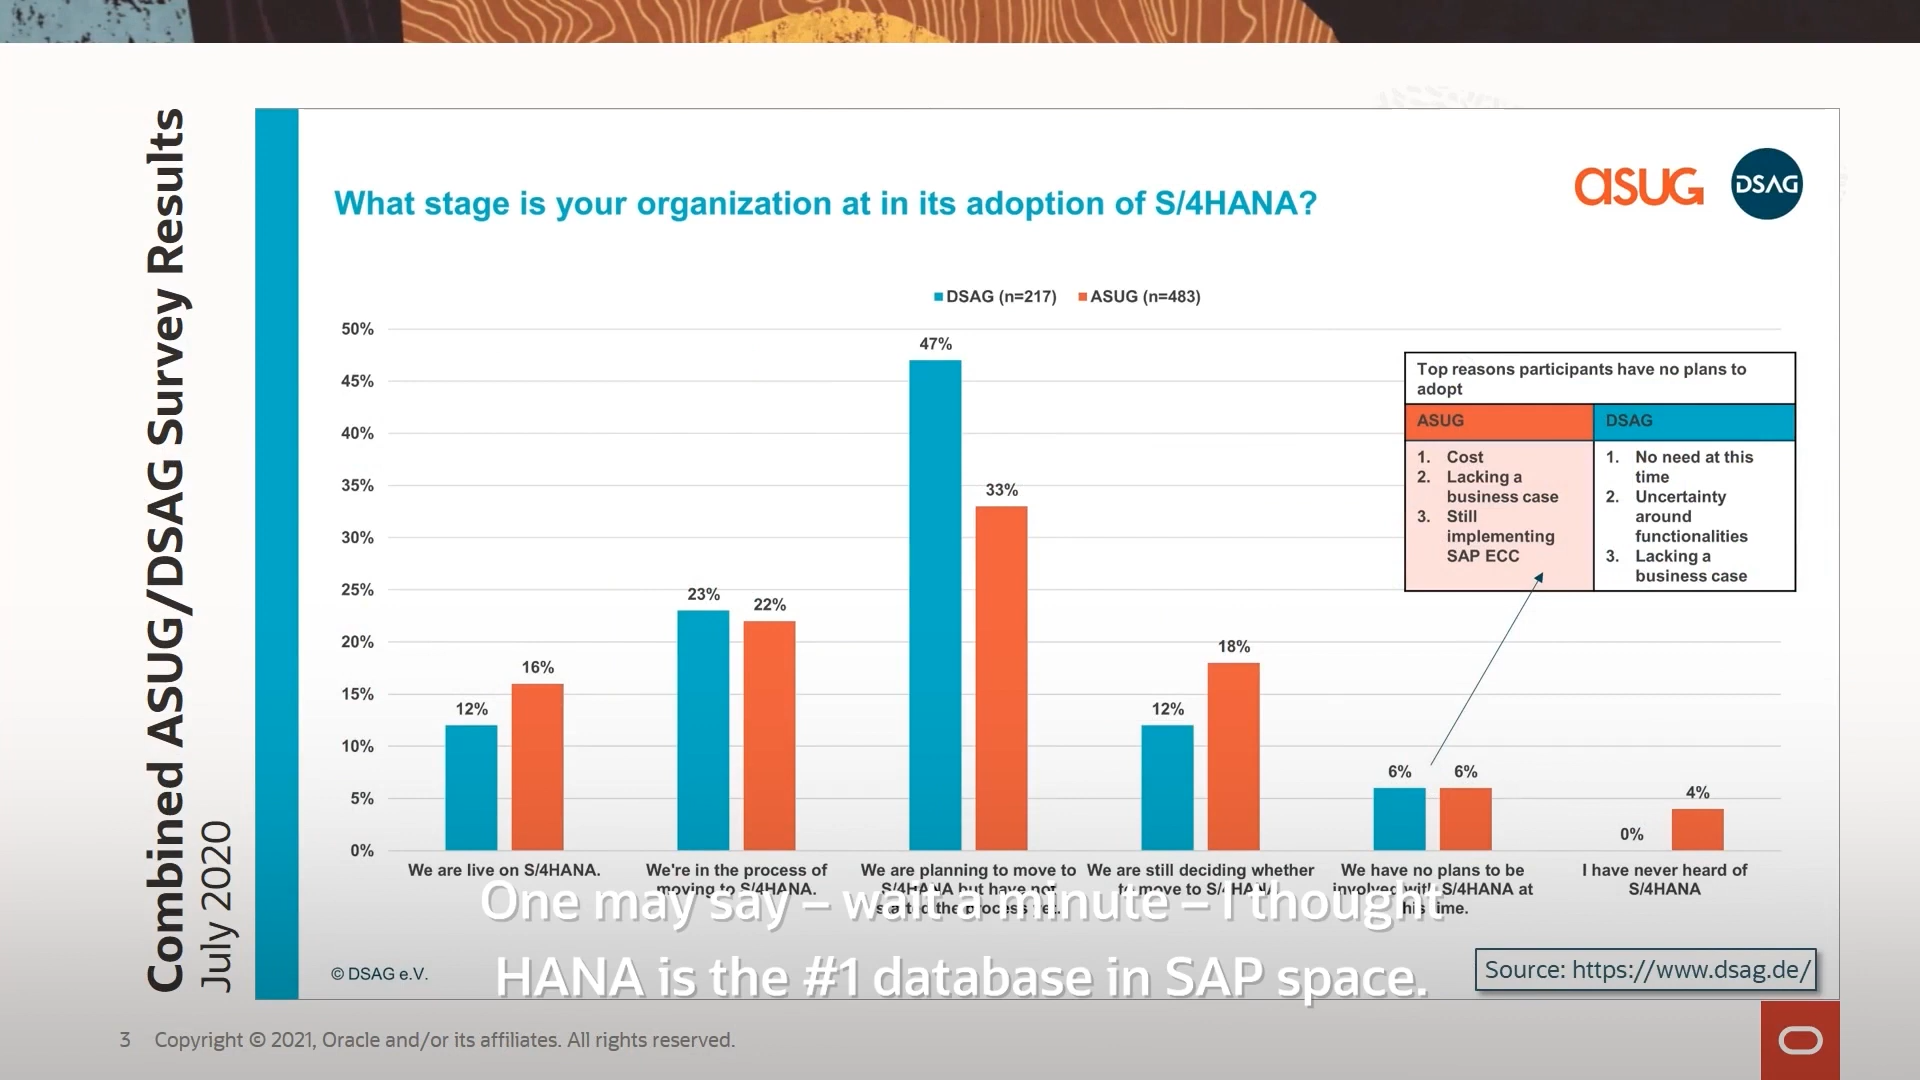 Combined ASUG/DSAG Survey Results
July 2020
What stage is your organization at in its adoption of S/4HANA?
asug
DSAG
DSAG (n=217)
ASUG (n=483)
50%
45%
40%
35%
30%
25%
20%
15%
10%
5%
0%
12%
16%
23%
22%
47%
33%
12%
18%
6%
6%
0%
4%
Top reasons participants have no plans to
adopt
ASUG
1. Cost
2. Lacking a
business case
3. Still
implementing
SAP ECC
DSAG
1. No need at this
time
2. Uncertainty
around
functionalities
3. Lacking a
business case
We are live on S/4HANA.
We're in the process of
moving to S/4HANA.
We are planning to move to
S/4HANA but have not
started the process yet.
We are still deciding whether
to move to S/4HANA.
We have no plans to be
involved with S/4HANA at
this time.
I have never heard of
S/4HANA
One may say – wait a minute – I thought
HANA is the #1 database in SAP space.
© DSAG e.V.
Source: https://www.dsag.de/
3 Copyright © 2021, Oracle and/or its affiliates. All rights reserved.